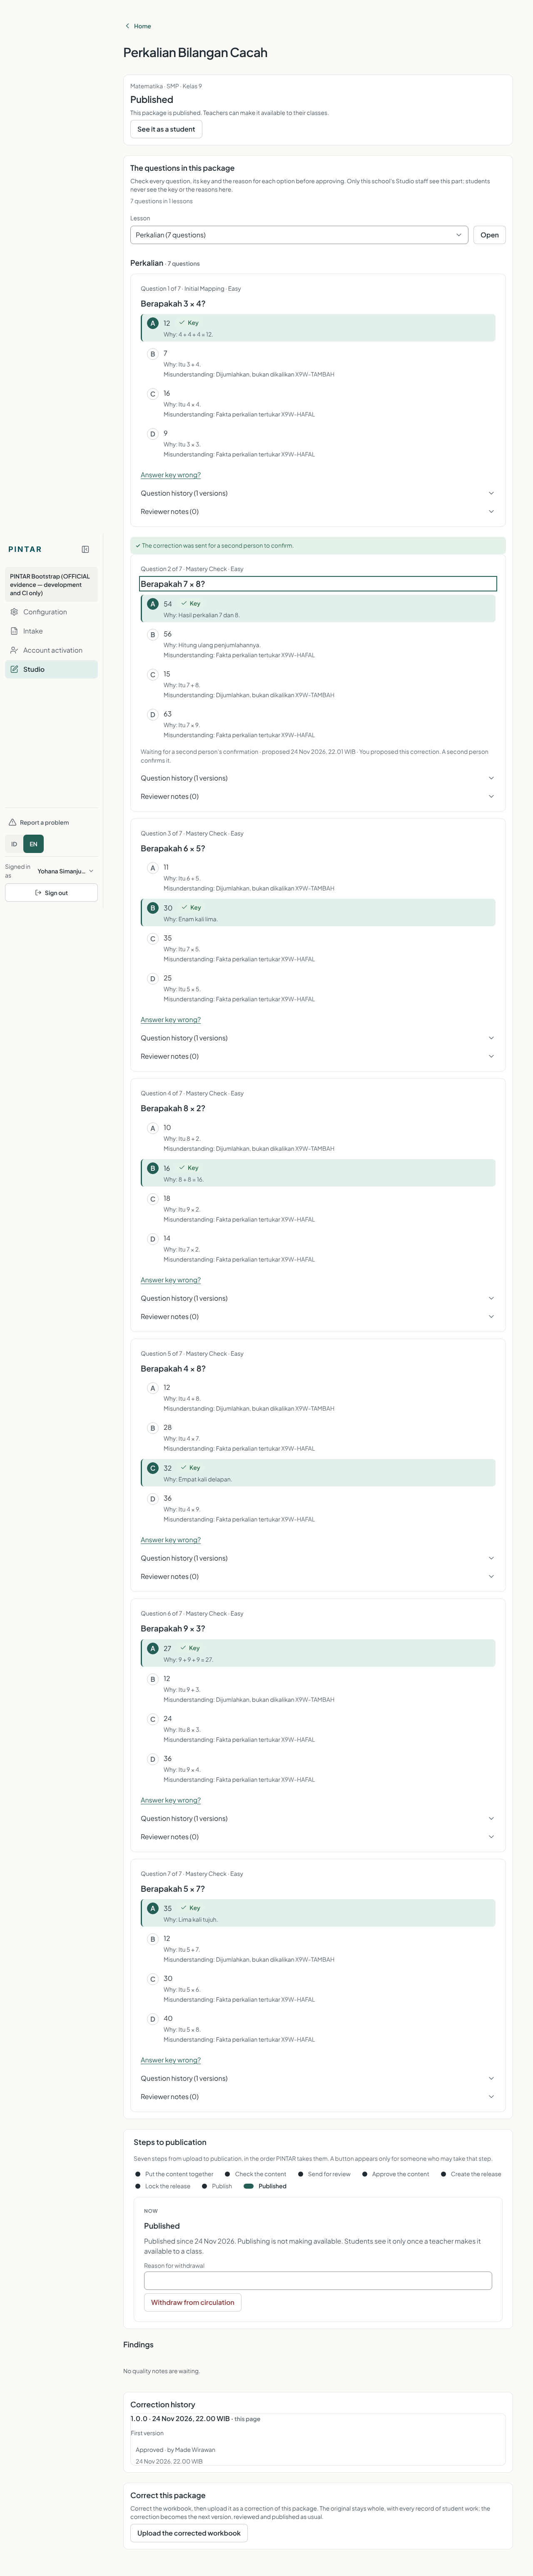 Home
Perkalian Bilangan Cacah
Matematika · SMP · Kelas 9
Published
This package is published. Teachers can make it available to their classes.
See it as a student
The questions in this package
Check every question, its key and the reason for each option before approving. Only this school's Studio staff see this part; students
never see the key or the reasons here.
7 questions in 1 lessons
Lesson
Perkalian (7 questions)
Open
Perkalian · 7 questions
Question 1 of 7 · Initial Mapping · Easy
Berapakah 3 × 4?
A 12 Key
Why: 4 + 4 + 4 = 12.
B 7
Why: Itu 3 + 4.
Misunderstanding: Dijumlahkan, bukan dikalikan X9W-TAMBAH
C 16
Why: Itu 4 × 4.
Misunderstanding: Fakta perkalian tertukar X9W-HAFAL
D 9
Why: Itu 3 × 3.
Misunderstanding: Fakta perkalian tertukar X9W-HAFAL
Answer key wrong?
Question history (1 versions)
Reviewer notes (0)
PINTAR
PINTAR Bootstrap (OFFICIAL
evidence — development
and CI only)
Configuration
Intake
Account activation
Studio
Report a problem
ID EN
Signed in
as
Yohana Simanju...
Sign out
✓ The correction was sent for a second person to confirm.
Question 2 of 7 · Mastery Check · Easy
Berapakah 7 × 8?
A 54 Key
Why: Hasil perkalian 7 dan 8.
B 56
Why: Hitung ulang penjumlahannya.
Misunderstanding: Fakta perkalian tertukar X9W-HAFAL
C 15
Why: Itu 7 + 8.
Misunderstanding: Dijumlahkan, bukan dikalikan X9W-TAMBAH
D 63
Why: Itu 7 × 9.
Misunderstanding: Fakta perkalian tertukar X9W-HAFAL
Waiting for a second person's confirmation · proposed 24 Nov 2026, 22.01 WIB · You proposed this correction. A second person
confirms it.
Question history (1 versions)
Reviewer notes (0)
Question 3 of 7 · Mastery Check · Easy
Berapakah 6 × 5?
A 11
Why: Itu 6 + 5.
Misunderstanding: Dijumlahkan, bukan dikalikan X9W-TAMBAH
B 30 Key
Why: Enam kali lima.
C 35
Why: Itu 7 × 5.
Misunderstanding: Fakta perkalian tertukar X9W-HAFAL
D 25
Why: Itu 5 × 5.
Misunderstanding: Fakta perkalian tertukar X9W-HAFAL
Answer key wrong?
Question history (1 versions)
Reviewer notes (0)
Question 4 of 7 · Mastery Check · Easy
Berapakah 8 × 2?
A 10
Why: Itu 8 + 2.
Misunderstanding: Dijumlahkan, bukan dikalikan X9W-TAMBAH
B 16 Key
Why: 8 + 8 = 16.
C 18
Why: Itu 9 × 2.
Misunderstanding: Fakta perkalian tertukar X9W-HAFAL
D 14
Why: Itu 7 × 2.
Misunderstanding: Fakta perkalian tertukar X9W-HAFAL
Answer key wrong?
Question history (1 versions)
Reviewer notes (0)
Question 5 of 7 · Mastery Check · Easy
Berapakah 4 × 8?
A 12
Why: Itu 4 + 8.
Misunderstanding: Dijumlahkan, bukan dikalikan X9W-TAMBAH
B 28
Why: Itu 4 × 7.
Misunderstanding: Fakta perkalian tertukar X9W-HAFAL
C 32 Key
Why: Empat kali delapan.
D 36
Why: Itu 4 × 9.
Misunderstanding: Fakta perkalian tertukar X9W-HAFAL
Answer key wrong?
Question history (1 versions)
Reviewer notes (0)
Question 6 of 7 · Mastery Check · Easy
Berapakah 9 × 3?
A 27 Key
Why: 9 + 9 + 9 = 27.
B 12
Why: Itu 9 + 3.
Misunderstanding: Dijumlahkan, bukan dikalikan X9W-TAMBAH
C 24
Why: Itu 8 × 3.
Misunderstanding: Fakta perkalian tertukar X9W-HAFAL
D 36
Why: Itu 9 × 4.
Misunderstanding: Fakta perkalian tertukar X9W-HAFAL
Answer key wrong?
Question history (1 versions)
Reviewer notes (0)
Question 7 of 7 · Mastery Check · Easy
Berapakah 5 × 7?
A 35 Key
Why: Lima kali tujuh.
B 12
Why: Itu 5 + 7.
Misunderstanding: Dijumlahkan, bukan dikalikan X9W-TAMBAH
C 30
Why: Itu 5 × 6.
Misunderstanding: Fakta perkalian tertukar X9W-HAFAL
D 40
Why: Itu 5 × 8.
Misunderstanding: Fakta perkalian tertukar X9W-HAFAL
Answer key wrong?
Question history (1 versions)
Reviewer notes (0)
Steps to publication
Seven steps from upload to publication, in the order PINTAR takes them. A button appears only for someone who may take that step.
Put the content together Check the content Send for review Approve the content Create the release
Lock the release Publish Published
NOW
Published
Published since 24 Nov 2026. Publishing is not making available. Students see it only once a teacher makes it
available to a class.
Reason for withdrawal
Withdraw from circulation
Findings
No quality notes are waiting.
Correction history
1.0.0 · 24 Nov 2026, 22.00 WIB · this page
First version
Approved · by Made Wirawan
24 Nov 2026, 22.00 WIB
Correct this package
Correct the workbook, then upload it as a correction of this package. The original stays whole, with every record of student work; the
correction becomes the next version, reviewed and published as usual.
Upload the corrected workbook